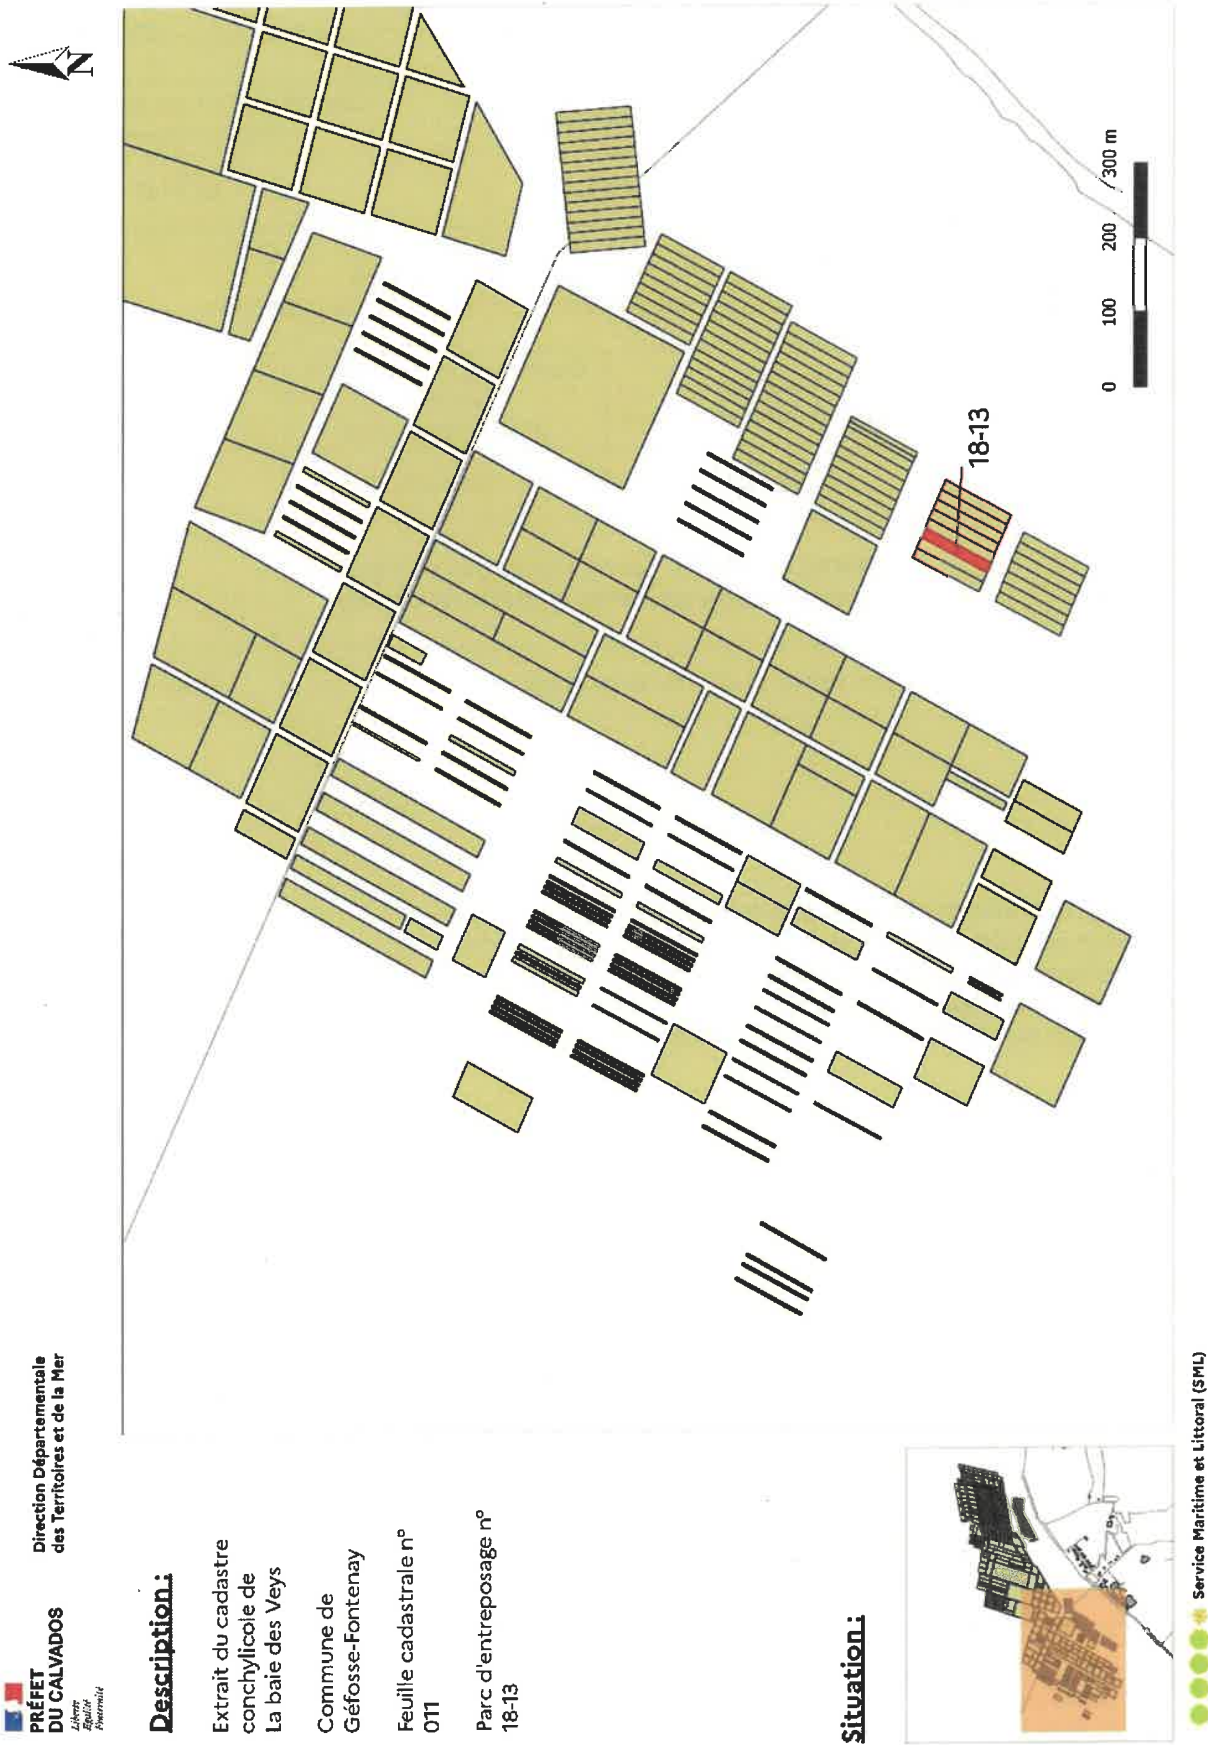 PRÉFET
DU CALVADOS
Liberté
Égalité
Fraternité
Direction Départementale
des Territoires et de la Mer
Description :
Extrait du cadastre
conchylicole de
La baie des Veys
Commune de
Géfosse-Fontenay
Feuille cadastrale n°
011
Parc d'entreposage n°
18-13
Situation :
N
18-13
0 100 200 300 m
Service Maritime et Littoral (SML)